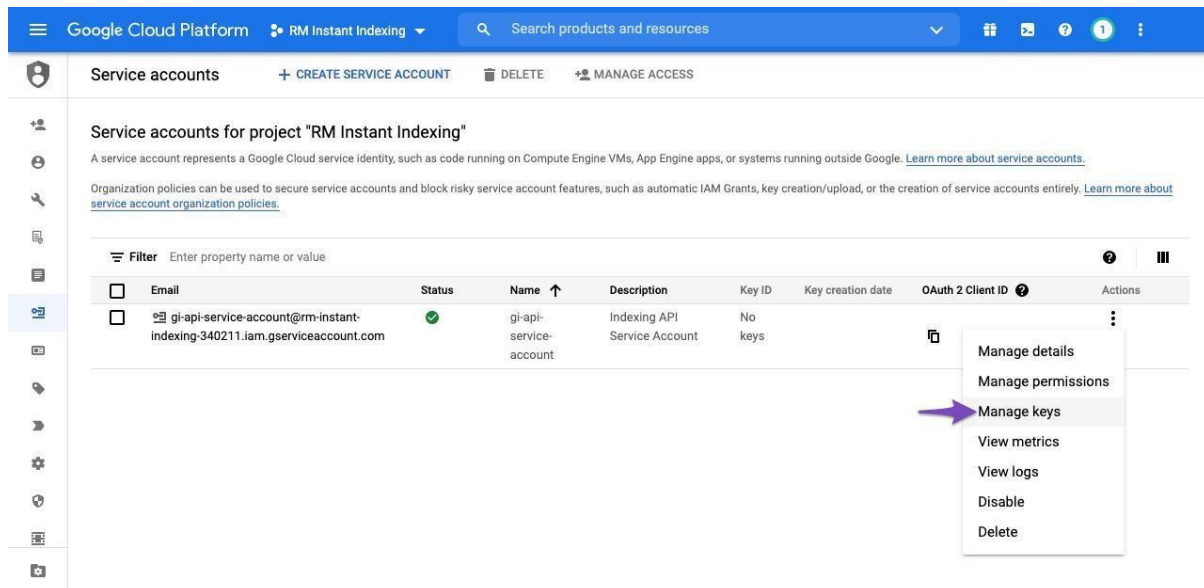 Google Cloud Platform RM Instant Indexing Search products and resources 1
Service accounts + CREATE SERVICE ACCOUNT DELETE MANAGE ACCESS
Service accounts for project "RM Instant Indexing"
A service account represents a Google Cloud service identity, such as code running on Compute Engine VMs, App Engine apps, or systems running outside Google. Learn more about service accounts.
Organization policies can be used to secure service accounts and block risky service account features, such as automatic IAM Grants, key creation/upload, or the creation of service accounts entirely. Learn more about
service account organization policies.
Filter Enter property name or value
Email Status Name Description Key ID Key creation date OAuth 2 Client ID Actions
gi-api-service-account@rm-instant-
indexing-340211.iam.gserviceaccount.com
gi-api-
service-
account
Indexing API
Service Account
No
keys
Manage details
Manage permissions
Manage keys
View metrics
View logs
Disable
Delete